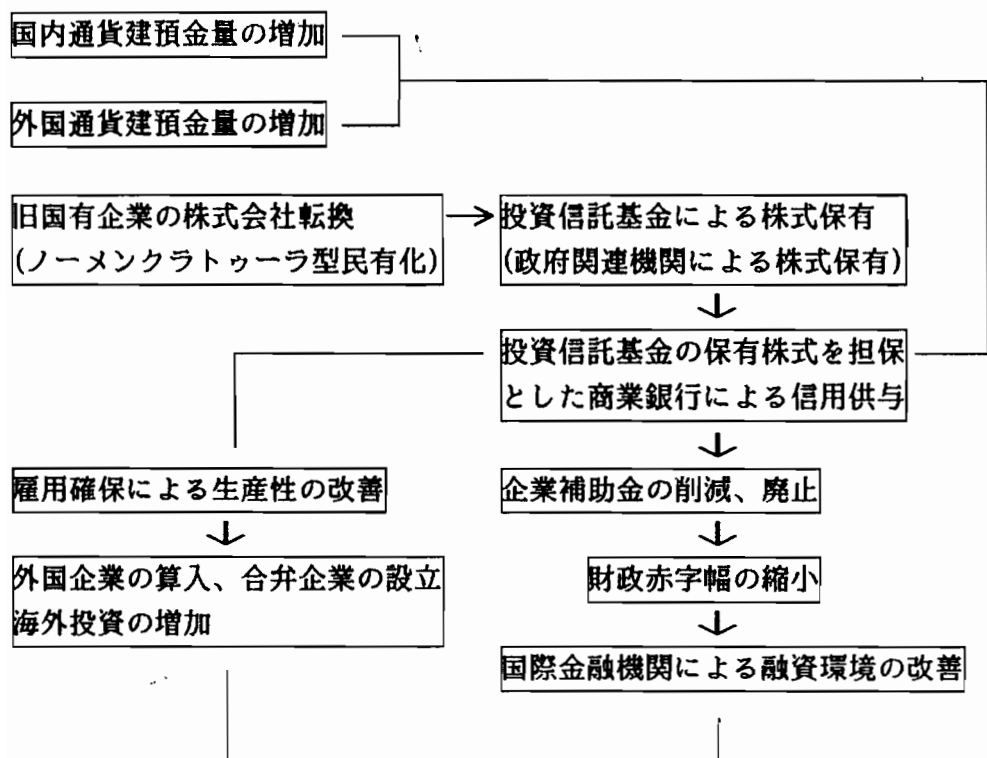 国内通貨建預金量の増加
外国通貨建預金量の増加
旧国有企業の株式会社転換
(ノーメンクラトゥーラ型民有化)
投資信託基金による株式保有
(政府関連機関による株式保有)
投資信託基金の保有株式を担保
とした商業銀行による信用供与
雇用確保による生産性の改善
企業補助金の削減、廃止
外国企業の算入、合弁企業の設立
海外投資の増加
財政赤字幅の縮小
国際金融機関による融資環境の改善